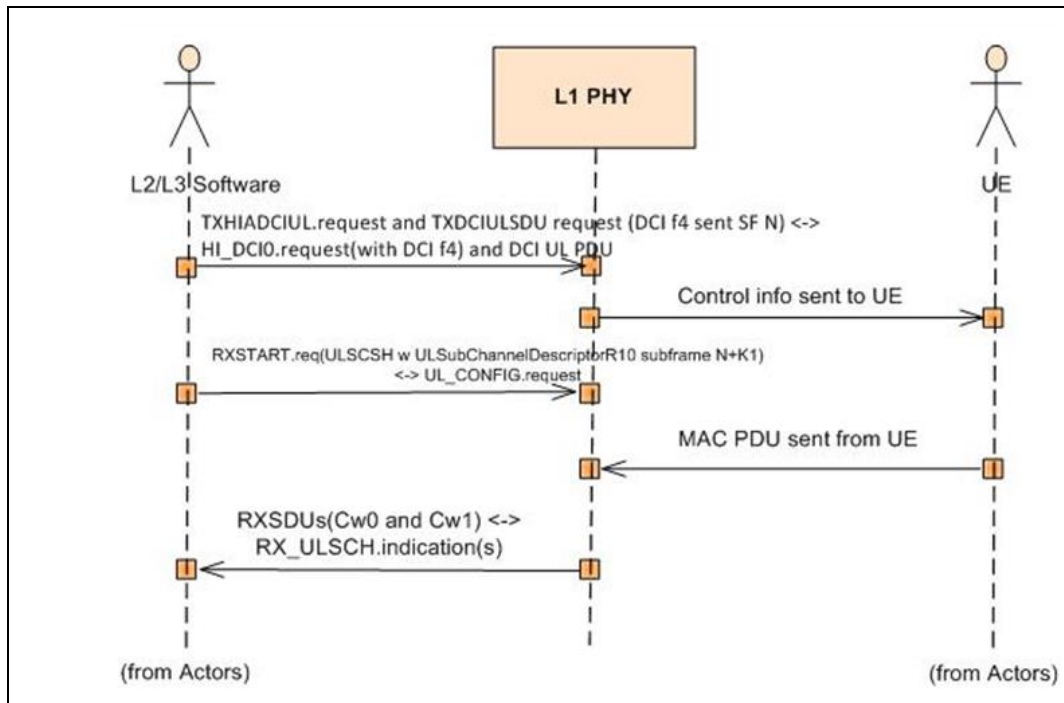 L1 PHY
L2/L3 Software
UE
TXHIADCIUL.request and TXDCIULSDU request (DCI f4 sent SF N) <->
HI_DCI0.request(with DCI f4) and DCI UL PDU
Control info sent to UE
RXSTART.req(ULSCSH w ULSubChannelDescriptorR10 subframe N+K1)
<-> UL_CONFIG.request
MAC PDU sent from UE
RXSDUs(Cw0 and Cw1) <->
RX_ULSCH.indication(s)
(from Actors)
(from Actors)